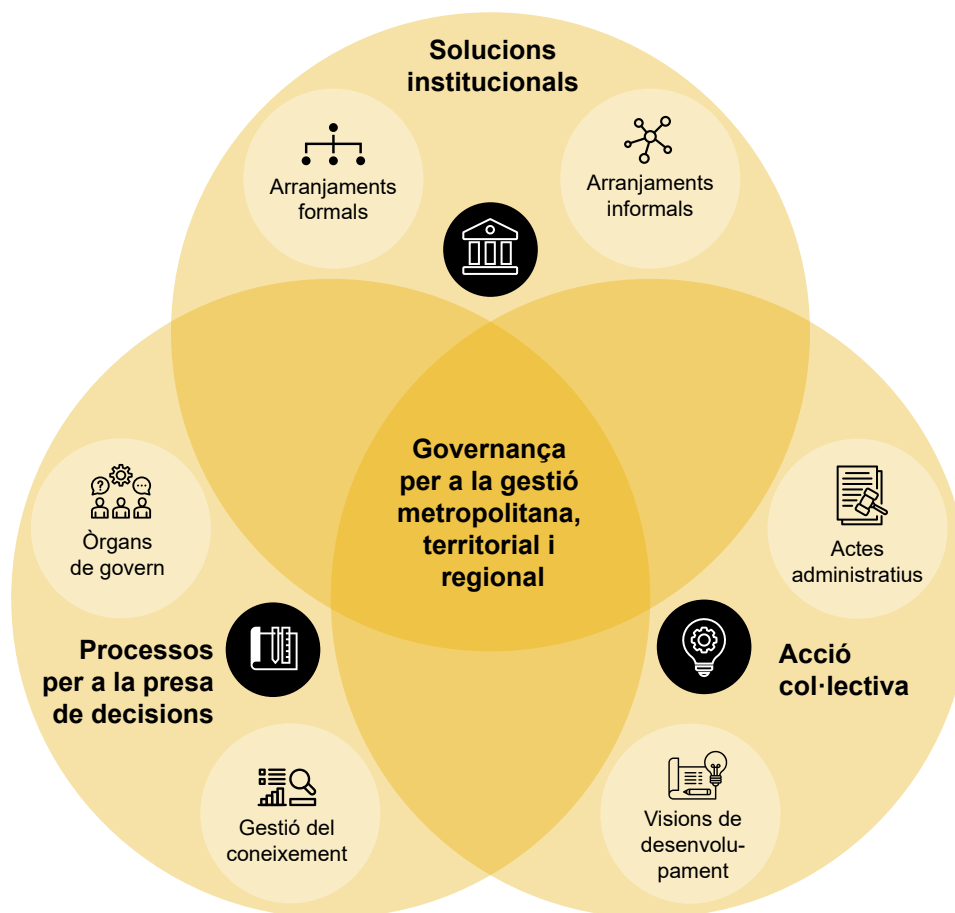 Solucions
institucionals
Arranjaments
formals
Arranjaments
informals
Governança
per a la gestió
metropolitana,
territorial i
regional
Òrgans
de govern
Actes
administratius
Processos
per a la presa
de decisions
Acció
col·lectiva
Gestió del
coneixement
Visions de
desenvolu-
pament